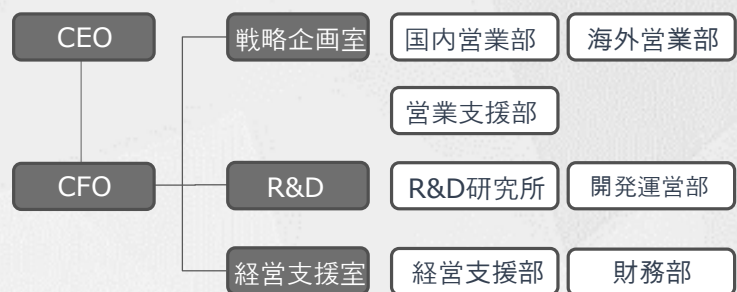 CEO
戦略企画室
国内営業部
海外営業部
営業支援部
CFO
R&D
R&D研究所
開発運営部
経営支援室
経営支援部
財務部